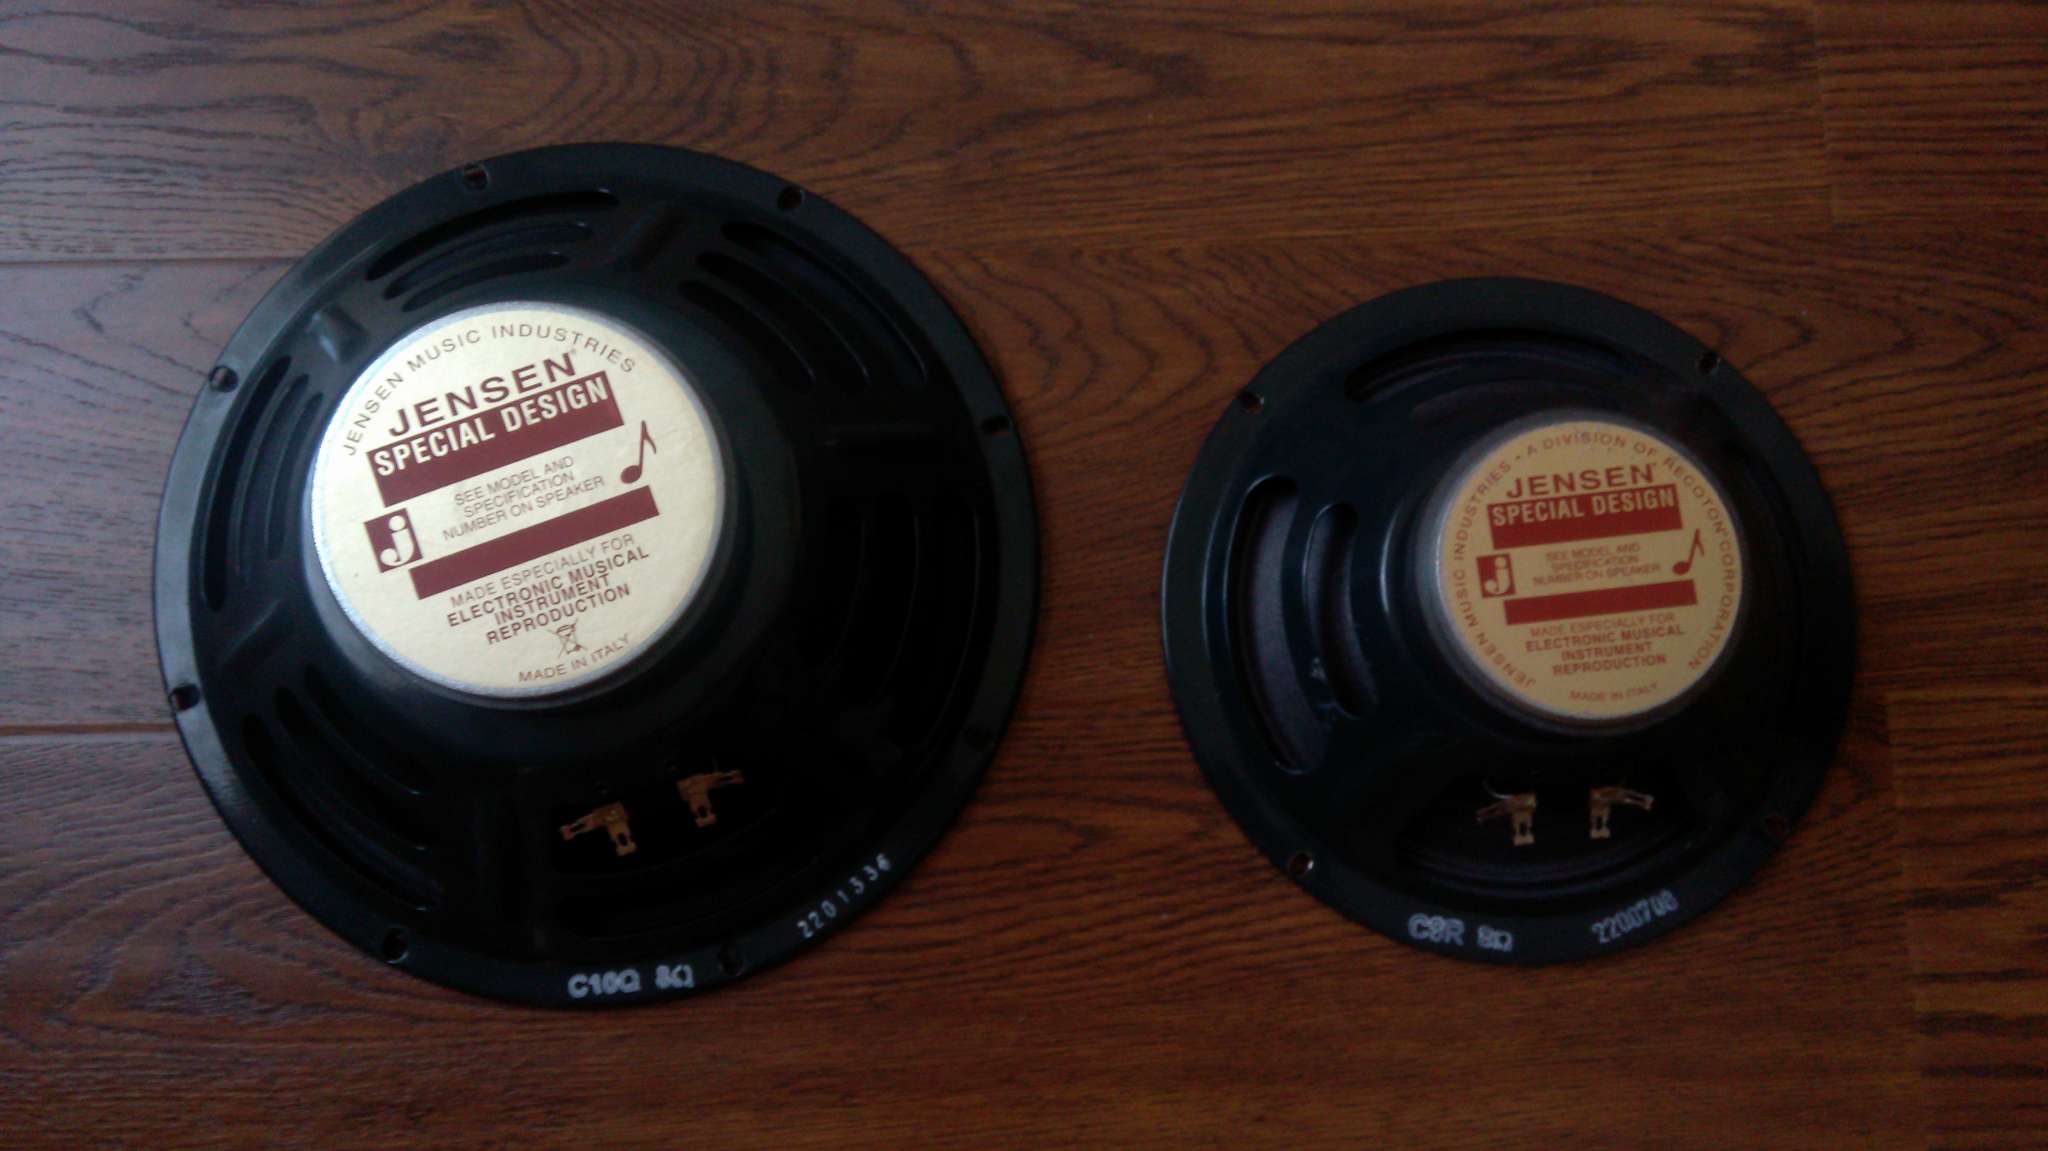 JENSEN MUSIC INDUSTRIES
JENSEN®
SPECIAL DESIGN
SEE MODEL AND
SPECIFICATION
NUMBER ON SPEAKER
j
MADE ESPECIALLY FOR
ELECTRONIC MUSICAL
INSTRUMENT
REPRODUCTION
MADE IN ITALY
C10Q 8Ω
2201334
JENSEN MUSIC INDUSTRIES • A DIVISION OF RECOTON® CORPORATION
JENSEN®
SPECIAL DESIGN
SEE MODEL AND
SPECIFICATION
NUMBER ON SPEAKER
j
MADE ESPECIALLY FOR
ELECTRONIC MUSICAL
INSTRUMENT
REPRODUCTION
MADE IN ITALY
C8R 8Ω